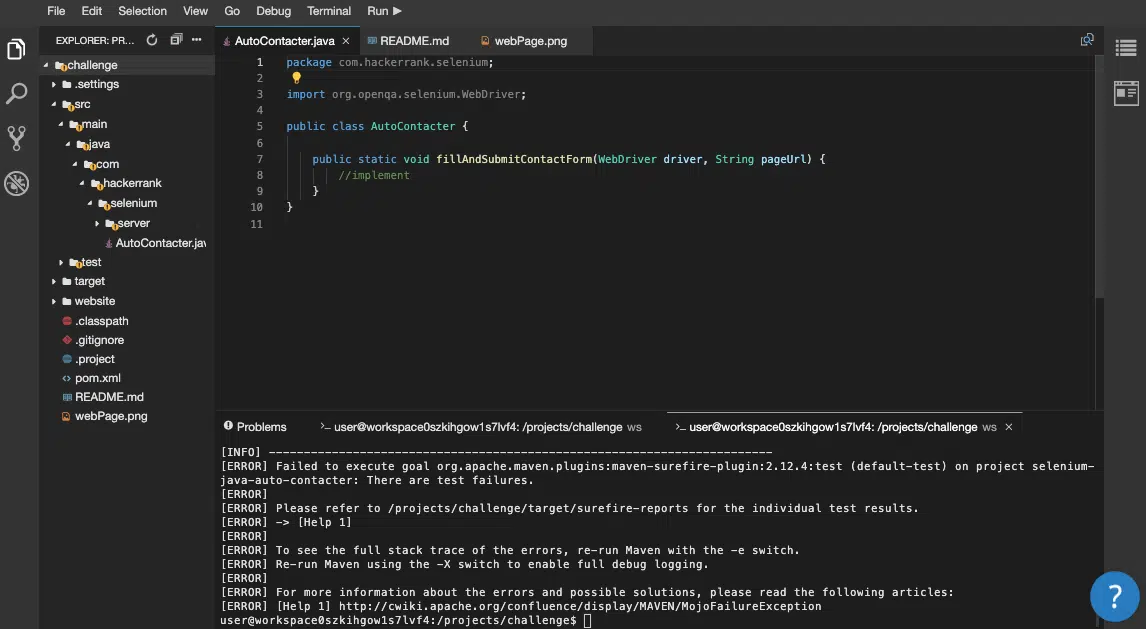 File Edit Selection View Go Debug Terminal Run
EXPLORER: PR... ...
AutoContacter.java × README.md webPage.png
challenge
.settings
src
main
java
com
hackerrank
selenium
server
AutoContacter.jav
test
target
website
.classpath
.gitignore
.project
pom.xml
README.md
webPage.png
1 package com.hackerrank.selenium;
2
3 import org.openqa.selenium.WebDriver;
4
5 public class AutoContacter {
6
7 public static void fillAndSubmitContactForm(WebDriver driver, String pageUrl) {
8 //implement
9 }
10 }
11
Problems >_ user@workspace0szkihgow1s7lvf4: /projects/challenge ws >_ user@workspace0szkihgow1s7lvf4: /projects/challenge ws ×
[INFO] ------------------------------------------------------------------------
[ERROR] Failed to execute goal org.apache.maven.plugins:maven-surefire-plugin:2.12.4:test (default-test) on project selenium-
java-auto-contacter: There are test failures.
[ERROR]
[ERROR] Please refer to /projects/challenge/target/surefire-reports for the individual test results.
[ERROR] -> [Help 1]
[ERROR]
[ERROR] To see the full stack trace of the errors, re-run Maven with the -e switch.
[ERROR] Re-run Maven using the -X switch to enable full debug logging.
[ERROR]
[ERROR] For more information about the errors and possible solutions, please read the following articles:
[ERROR] [Help 1] http://cwiki.apache.org/confluence/display/MAVEN/MojoFailureException
user@workspace0szkihgow1s7lvf4:/projects/challenge$
?